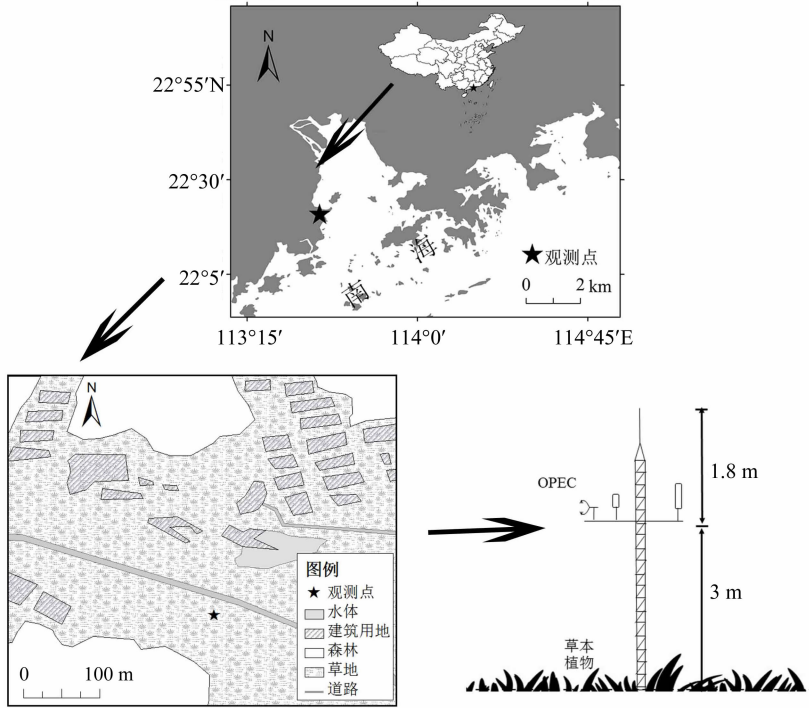 N
22°55′N
22°30′
22°5′
南海
观测点
0 2 km
113°15′ 114°0′ 114°45′E
N
图例
观测点
水体
建筑用地
森林
草地
道路
0 100 m
OPEC
1.8 m
3 m
草本
植物